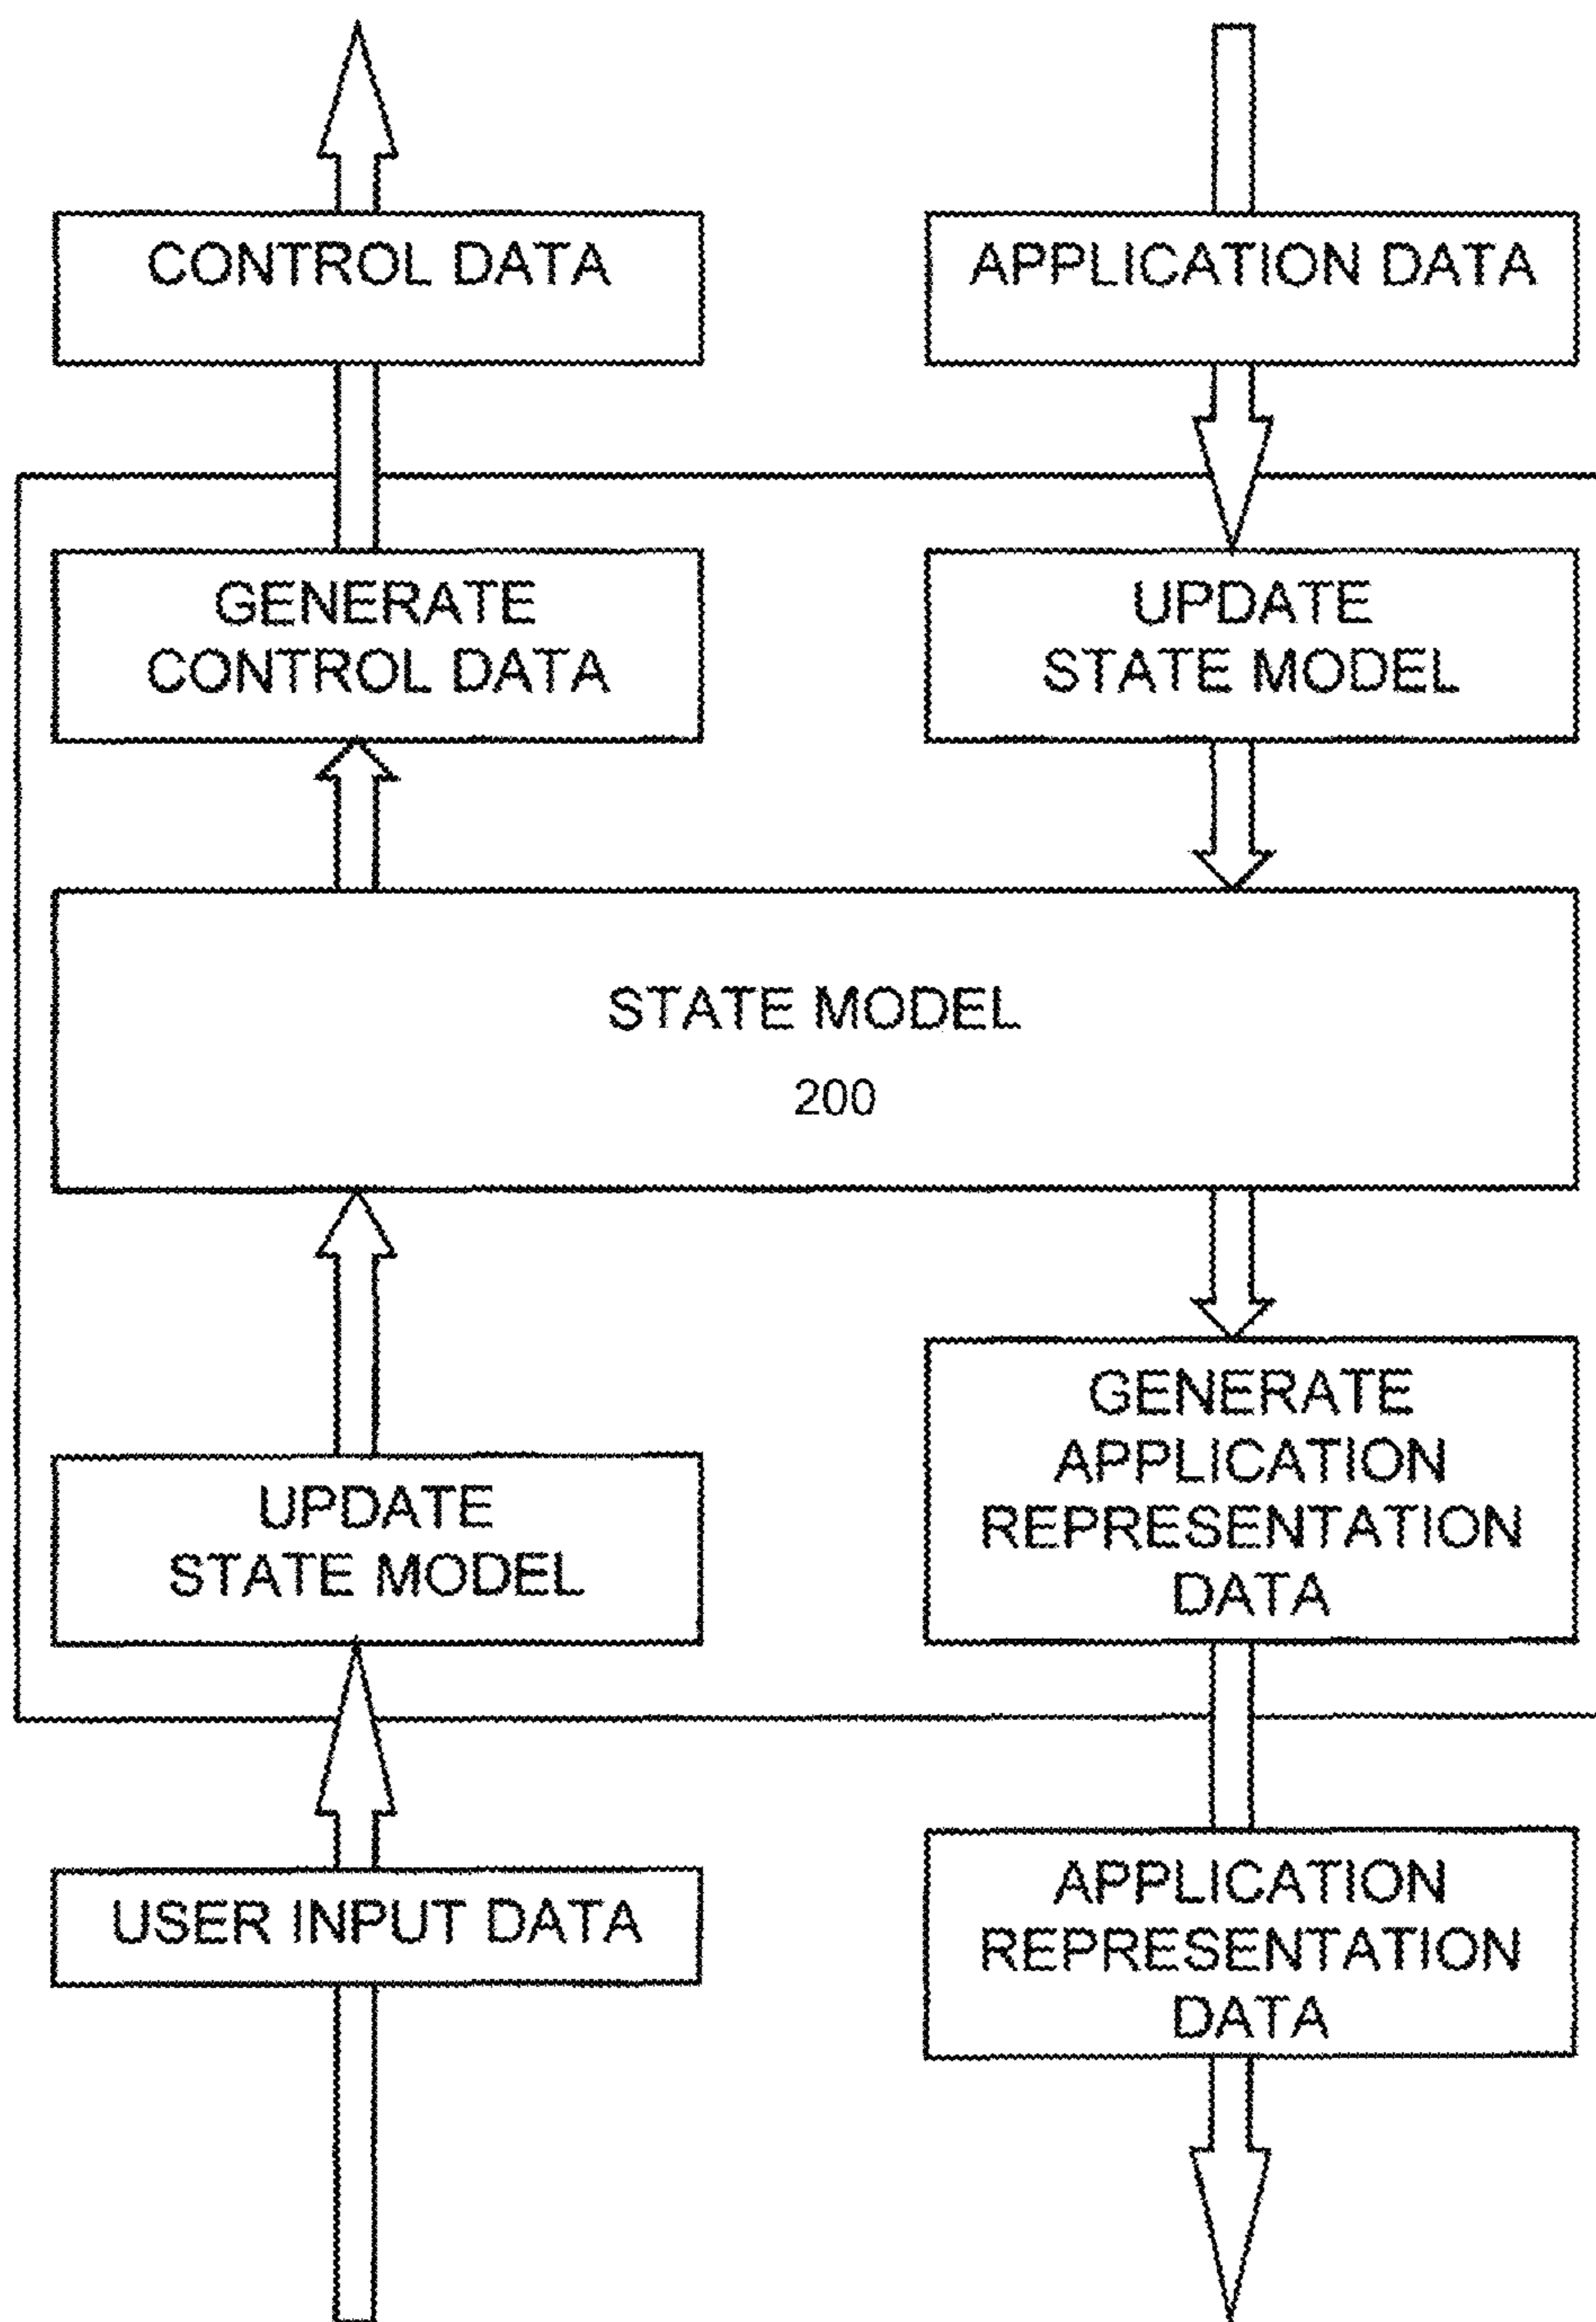 CONTROL DATA
APPLICATION DATA
GENERATE
CONTROL DATA
UPDATE
STATE MODEL
STATE MODEL
200
UPDATE
STATE MODEL
GENERATE
APPLICATION
REPRESENTATION
DATA
USER INPUT DATA
APPLICATION
REPRESENTATION
DATA